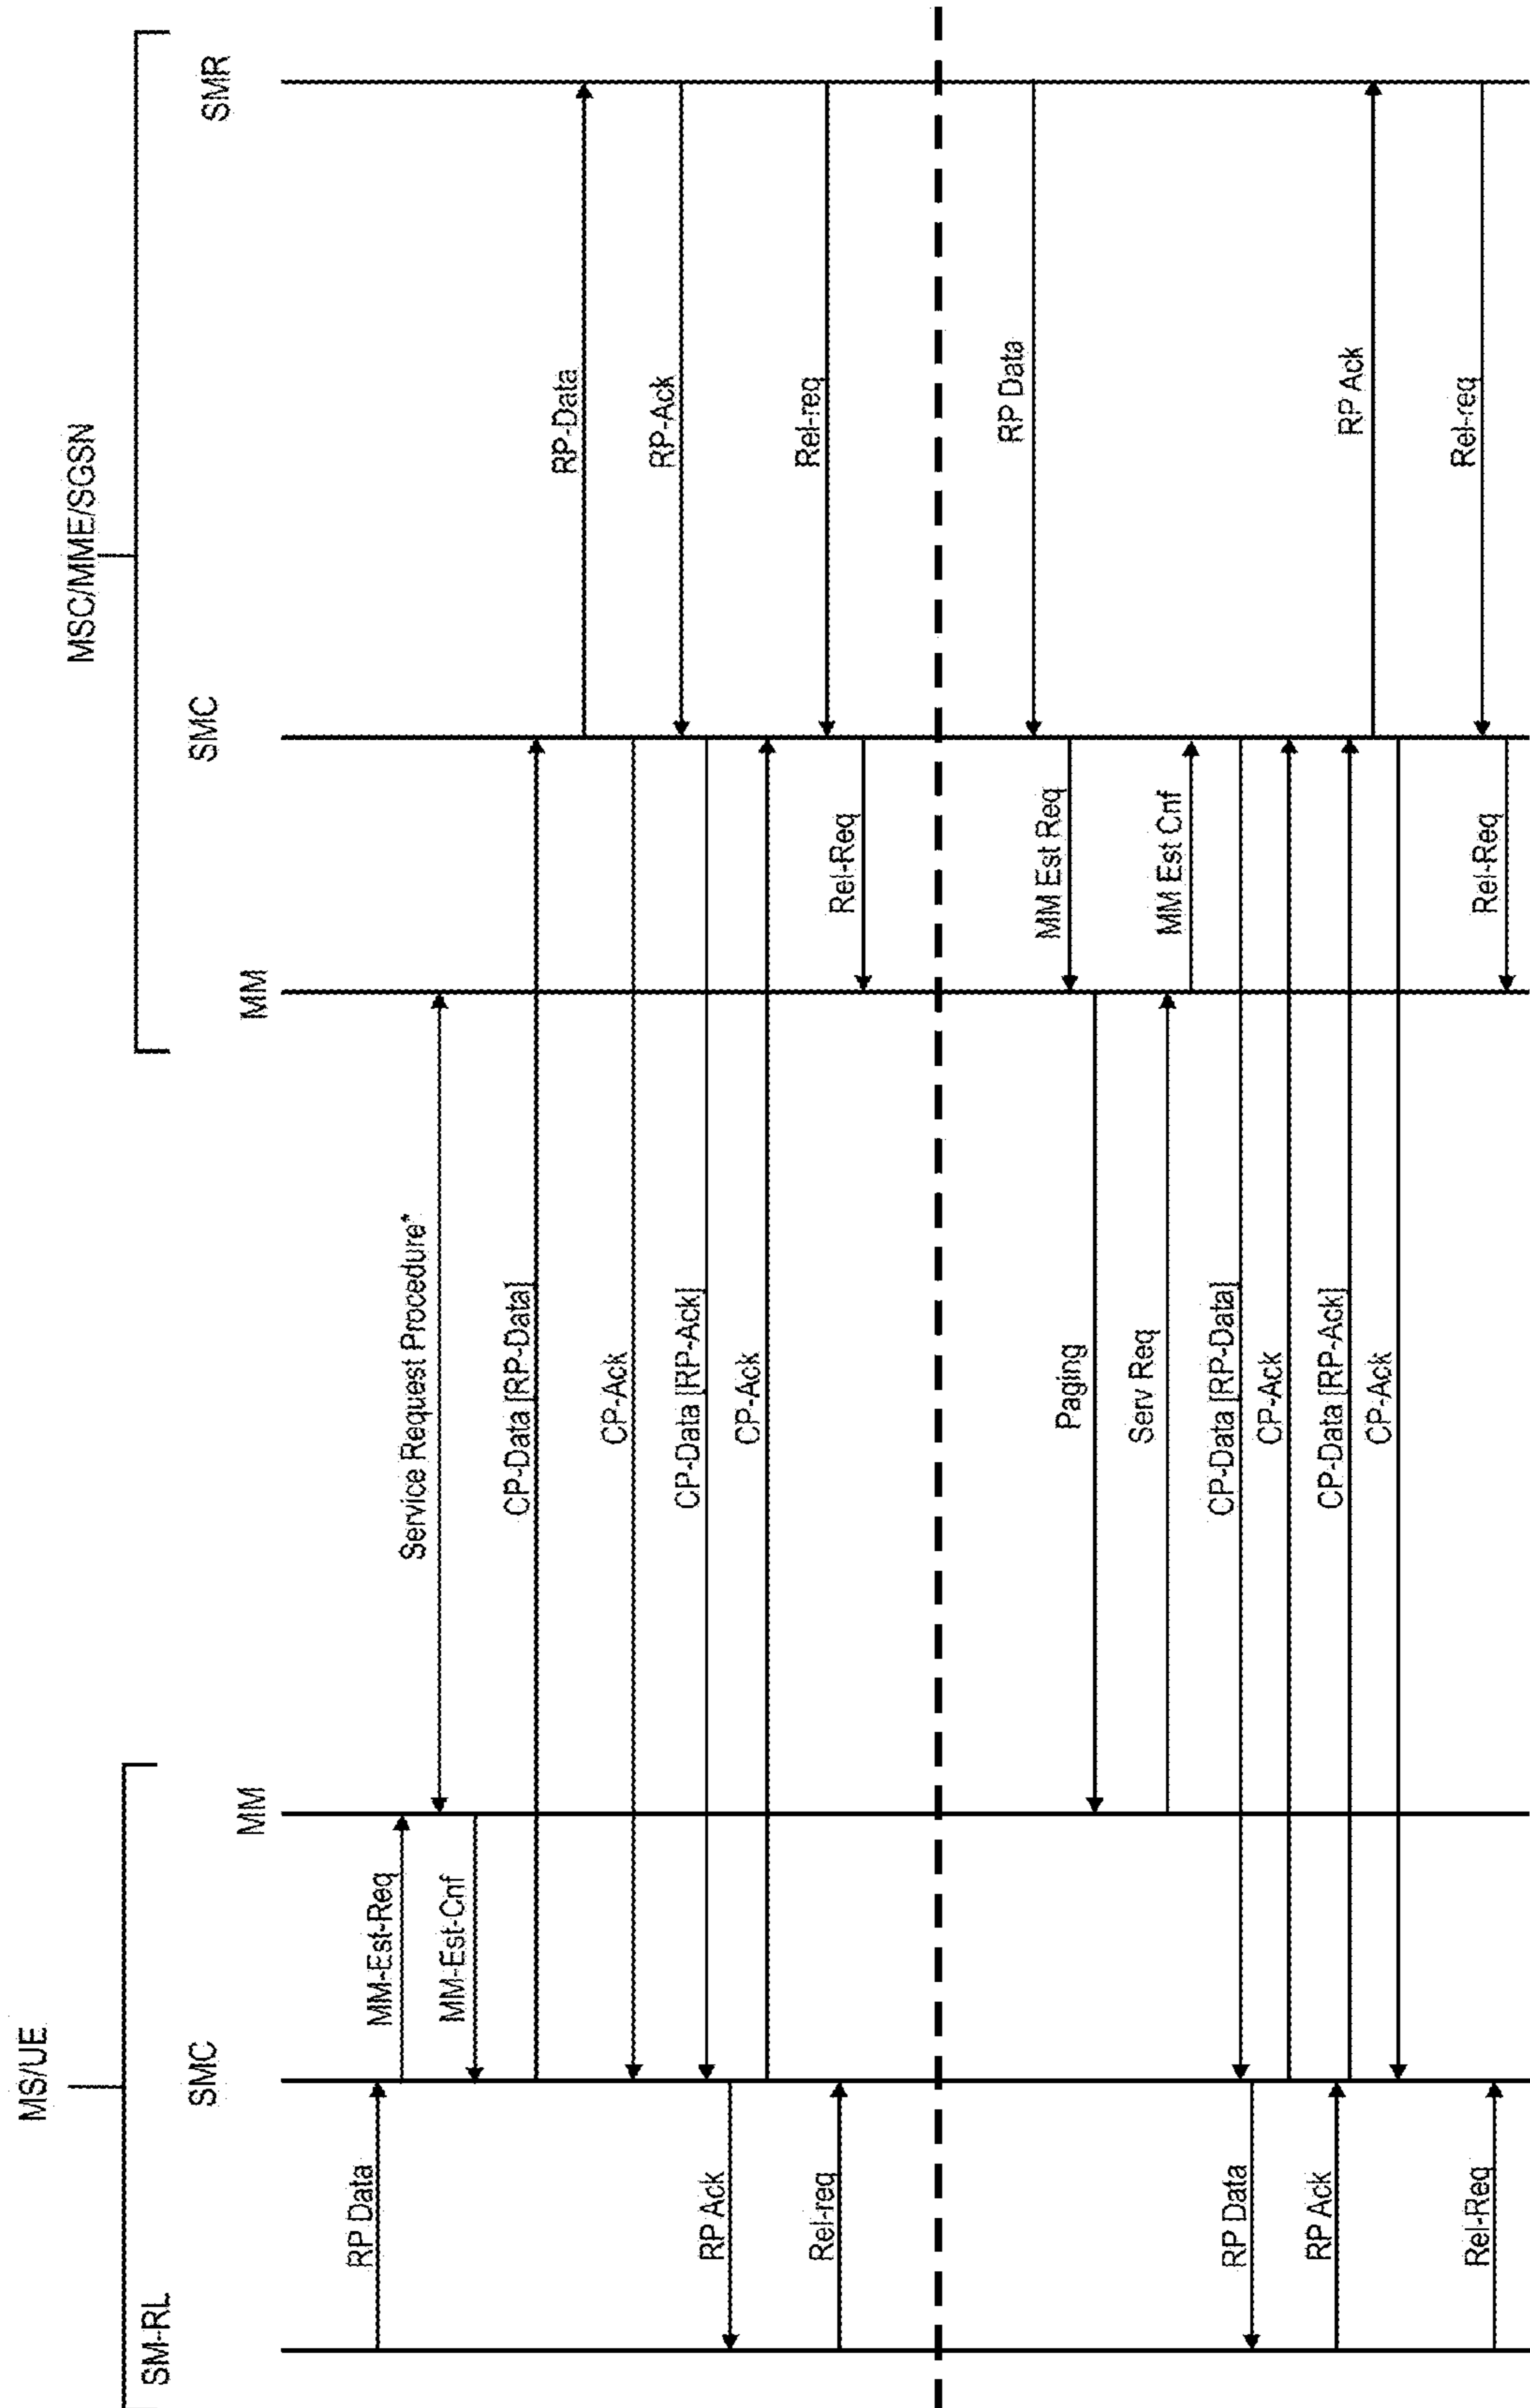 MS/UE
MSC/MME/SGSN
SM-RL
SMC
MM
MM
SMC
SMR
RP Data
MM-Est-Req
Service Request Procedure*
MM-Est-Cnf
CP-Data [RP-Data]
RP-Data
CP-Ack
RP-Ack
CP-Data [RP-Ack]
RP Ack
CP-Ack
Rel-req
Rel-req
Rel-Req
RP Data
MM Est Req
Paging
Serv Req
MM Est Cnf
CP-Data [RP-Data]
RP Data
CP-Ack
RP Ack
CP-Data [RP-Ack]
RP Ack
CP-Ack
Rel-req
Rel-Req
Rel-Req